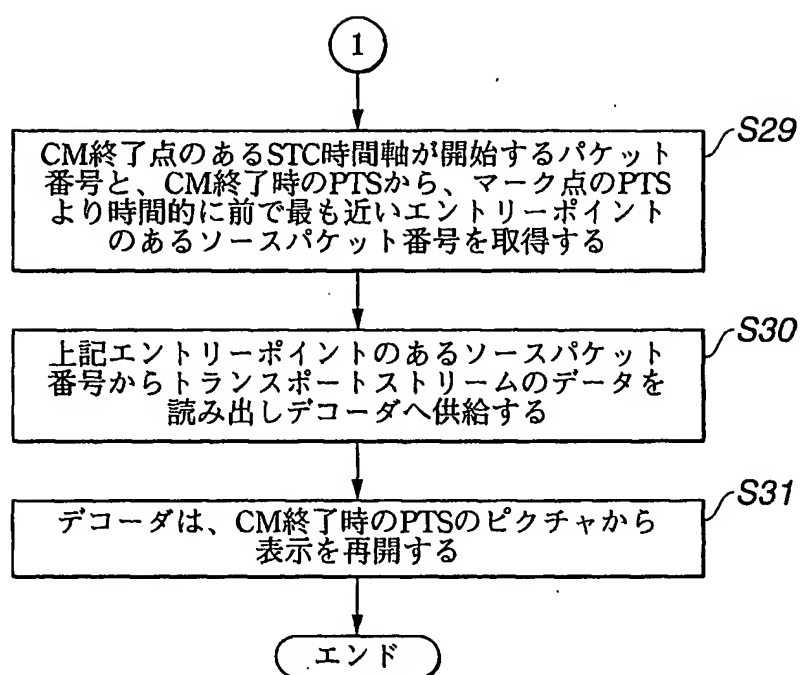 1
S29
CM終了点のあるSTC時間軸が開始するパケット
番号と、CM終了時のPTSから、マーク点のPTS
より時間的に前で最も近いエントリーポイント
のあるソースパケット番号を取得する
S30
上記エントリーポイントのあるソースパケット
番号からトランスポートストリームのデータを
読み出しデコーダへ供給する
S31
デコーダは、CM終了時のPTSのピクチャから
表示を再開する
エンド